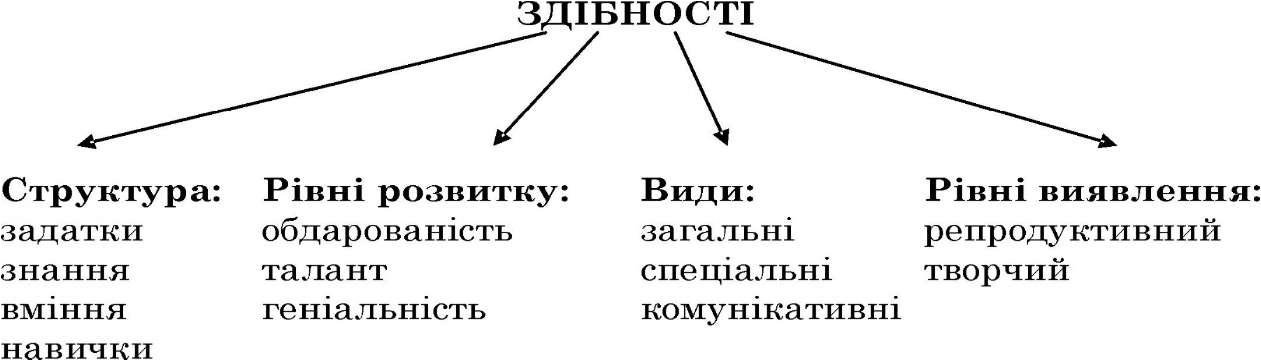 ЗДІБНОСТІ
Структура:
задатки
знання
вміння
навички
Рівні розвитку:
обдарованість
талант
геніальність
Види:
загальні
спеціальні
комунікативні
Рівні виявлення:
репродуктивний
творчий